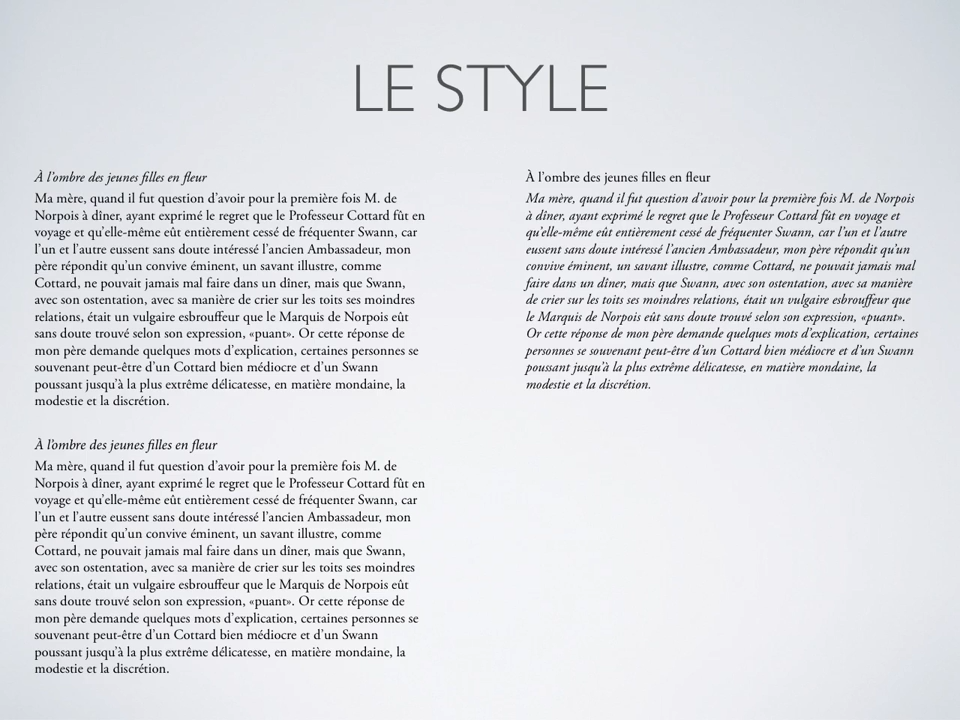 LE STYLE
À l’ombre des jeunes filles en fleur
Ma mère, quand il fut question d’avoir pour la première fois M. de
Norpois à dîner, ayant exprimé le regret que le Professeur Cottard fût en
voyage et qu’elle-même eût entièrement cessé de fréquenter Swann, car
l’un et l’autre eussent sans doute intéressé l’ancien Ambassadeur, mon
père répondit qu’un convive éminent, un savant illustre, comme
Cottard, ne pouvait jamais mal faire dans un dîner, mais que Swann,
avec son ostentation, avec sa manière de crier sur les toits ses moindres
relations, était un vulgaire esbrouffeur que le Marquis de Norpois eût
sans doute trouvé selon son expression, «puant». Or cette réponse de
mon père demande quelques mots d’explication, certaines personnes se
souvenant peut-être d’un Cottard bien médiocre et d’un Swann
poussant jusqu’à la plus extrême délicatesse, en matière mondaine, la
modestie et la discrétion.
À l’ombre des jeunes filles en fleur
Ma mère, quand il fut question d’avoir pour la première fois M. de
Norpois à dîner, ayant exprimé le regret que le Professeur Cottard fût en
voyage et qu’elle-même eût entièrement cessé de fréquenter Swann, car
l’un et l’autre eussent sans doute intéressé l’ancien Ambassadeur, mon
père répondit qu’un convive éminent, un savant illustre, comme
Cottard, ne pouvait jamais mal faire dans un dîner, mais que Swann,
avec son ostentation, avec sa manière de crier sur les toits ses moindres
relations, était un vulgaire esbrouffeur que le Marquis de Norpois eût
sans doute trouvé selon son expression, «puant». Or cette réponse de
mon père demande quelques mots d’explication, certaines personnes se
souvenant peut-être d’un Cottard bien médiocre et d’un Swann
poussant jusqu’à la plus extrême délicatesse, en matière mondaine, la
modestie et la discrétion.
À l’ombre des jeunes filles en fleur
Ma mère, quand il fut question d’avoir pour la première fois M. de Norpois
à dîner, ayant exprimé le regret que le Professeur Cottard fût en voyage et
qu’elle-même eût entièrement cessé de fréquenter Swann, car l’un et l’autre
eussent sans doute intéressé l’ancien Ambassadeur, mon père répondit qu’un
convive éminent, un savant illustre, comme Cottard, ne pouvait jamais mal
faire dans un dîner, mais que Swann, avec son ostentation, avec sa manière
de crier sur les toits ses moindres relations, était un vulgaire esbrouffeur que
le Marquis de Norpois eût sans doute trouvé selon son expression, «puant».
Or cette réponse de mon père demande quelques mots d’explication, certaines
personnes se souvenant peut-être d’un Cottard bien médiocre et d’un Swann
poussant jusqu’à la plus extrême délicatesse, en matière mondaine, la
modestie et la discrétion.